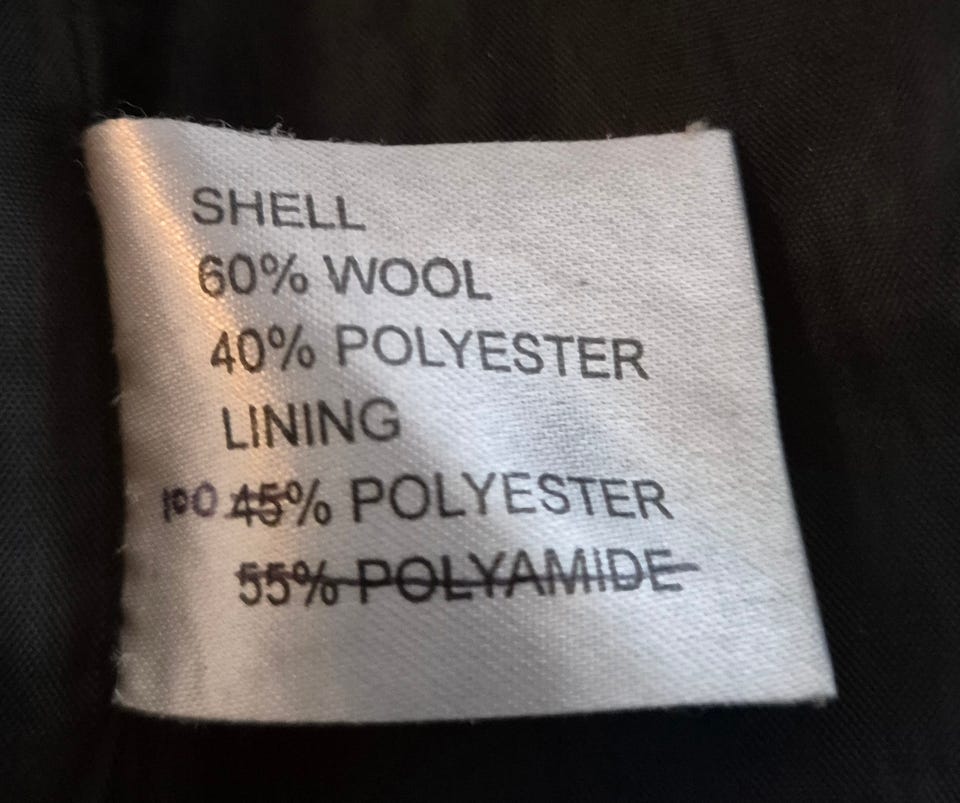 SHELL
60% WOOL
40% POLYESTER
LINING
100 45% POLYESTER
55% POLYAMIDE